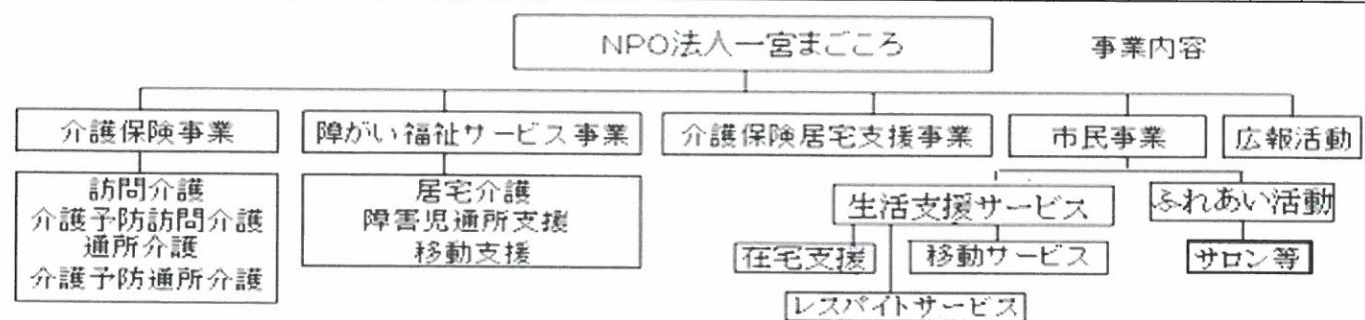 NPO法人一宮まごころ
事業内容
介護保険事業
障がい福祉サービス事業
介護保険居宅支援事業
市民事業
広報活動
訪問介護
介護予防訪問介護
通所介護
介護予防通所介護
居宅介護
障害児通所支援
移動支援
生活支援サービス
ふれあい活動
在宅支援
移動サービス
サロン等
レスパイトサービス